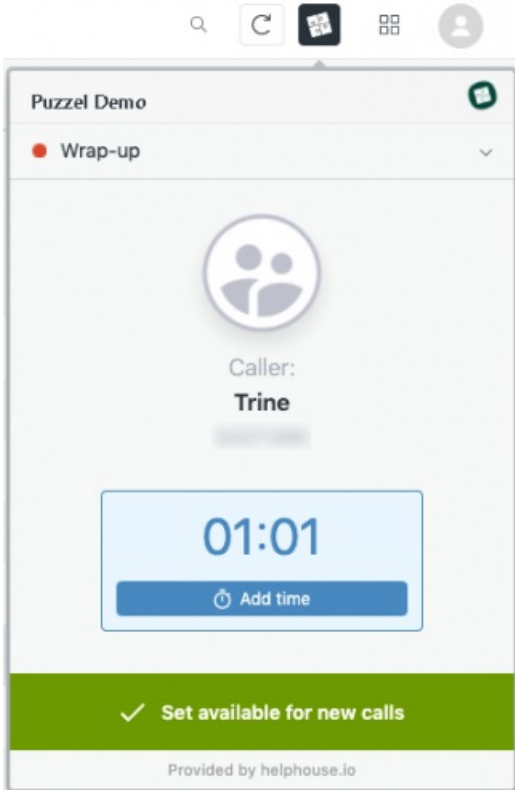 Puzzel Demo
Wrap-up
Caller:
Trine
01:01
Add time
Set available for new calls
Provided by helphouse.io